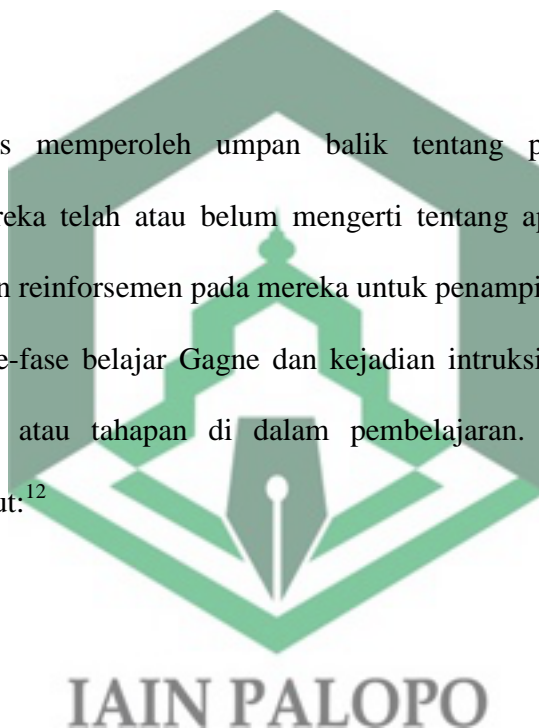 s memperoleh umpan balik tentang p
reka telah atau belum mengerti tentang ap
n reinforsemen pada mereka untuk penampi
e-fase belajar Gagne dan kejadian intruksi
atau tahapan di dalam pembelajaran.
ut:12
IAIN PALOPO